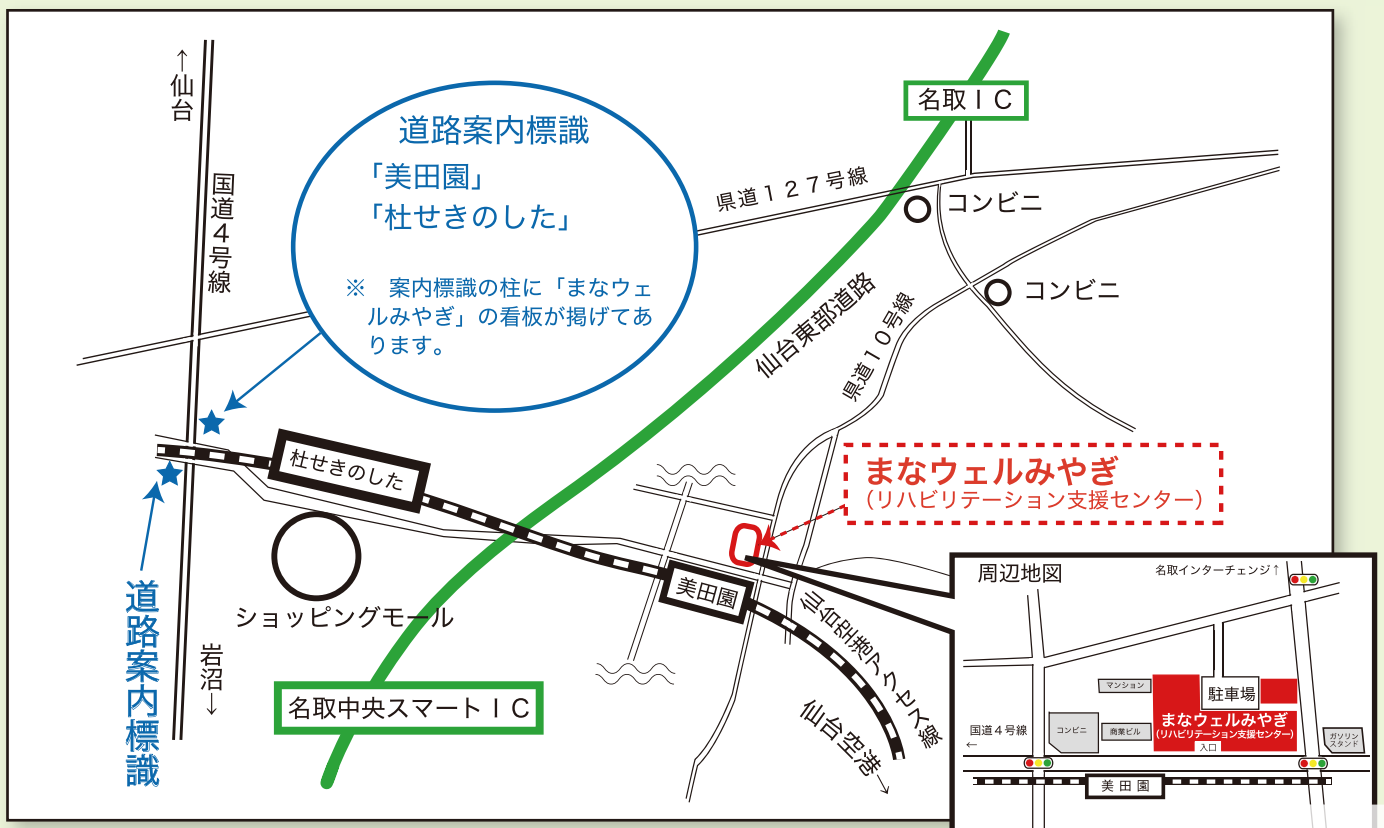 ↑仙台
国道4号線
道路案内標識
「美田園」
「杜せきのした」
※　案内標識の柱に「まなウェ
ルみやぎ」の看板が掲げてあ
ります。
名取ＩＣ
県道１２７号線
コンビニ
コンビニ
仙台東部道路
県道１０号線
杜せきのした
まなウェルみやぎ
（リハビリテーション支援センター）
ショッピングモール
美田園
道路案内標識
岩沼→
名取中央スマートＩＣ
仙台空港アクセス線
仙台空港→
周辺地図
名取インターチェンジ↑
マンション
駐車場
国道４号線
←
コンビニ
商業ビル
まなウェルみやぎ
(リハビリテーション支援センター)
入口
ガソリン
スタンド
美田園